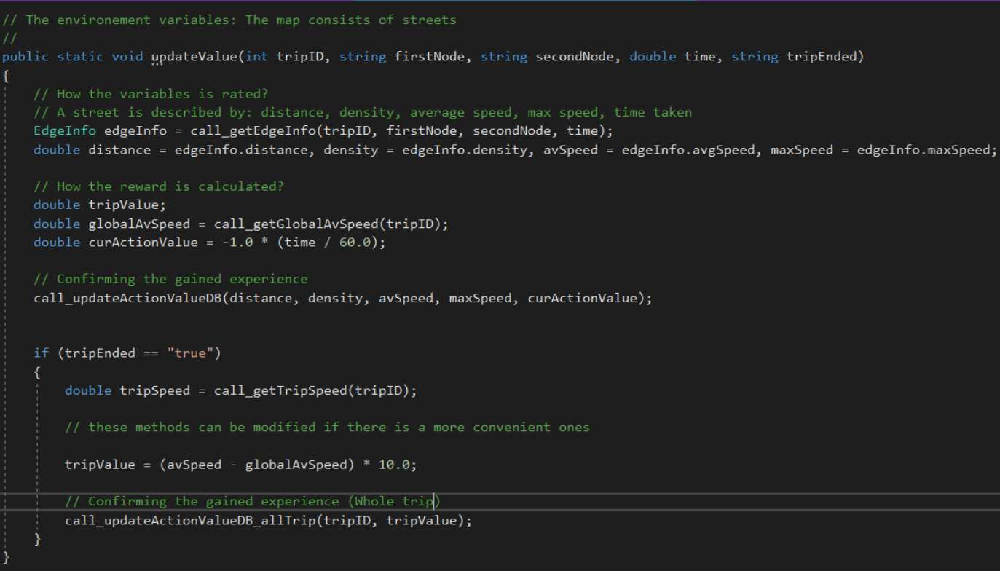 // The environement variables: The map consists of streets
//
public static void updateValue(int tripID, string firstNode, string secondNode, double time, string tripEnded)
{
// How the variables is rated?
// A street is described by: distance, density, average speed, max speed, time taken
EdgeInfo edgeInfo = call_getEdgeInfo(tripID, firstNode, secondNode, time);
double distance = edgeInfo.distance, density = edgeInfo.density, avSpeed = edgeInfo.avgSpeed, maxSpeed = edgeInfo.maxSpeed;
// How the reward is calculated?
double tripValue;
double globalAvSpeed = call_getGlobalAvSpeed(tripID);
double curActionValue = -1.0 * (time / 60.0);
// Confirming the gained experience
call_updateActionValueDB(distance, density, avSpeed, maxSpeed, curActionValue);
if (tripEnded == "true")
{
double tripSpeed = call_getTripSpeed(tripID);
// these methods can be modified if there is a more convenient ones
tripValue = (avSpeed - globalAvSpeed) * 10.0;
// Confirming the gained experience (Whole trip)
call_updateActionValueDB_allTrip(tripID, tripValue);
}
}